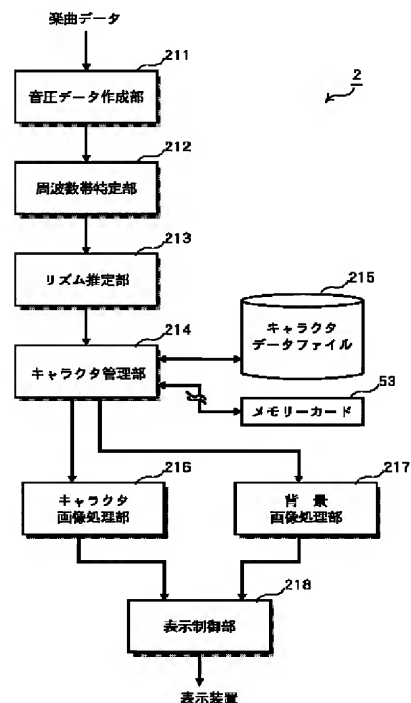 楽曲データ
211
2
音圧データ作成部
212
周波数帯特定部
213
リズム推定部
215
214
キャラクタ
データファイル
キャラクタ管理部
53
メモリーカード
216
217
キャラクタ
画像処理部
背 景
画像処理部
218
表示制御部
表示装置